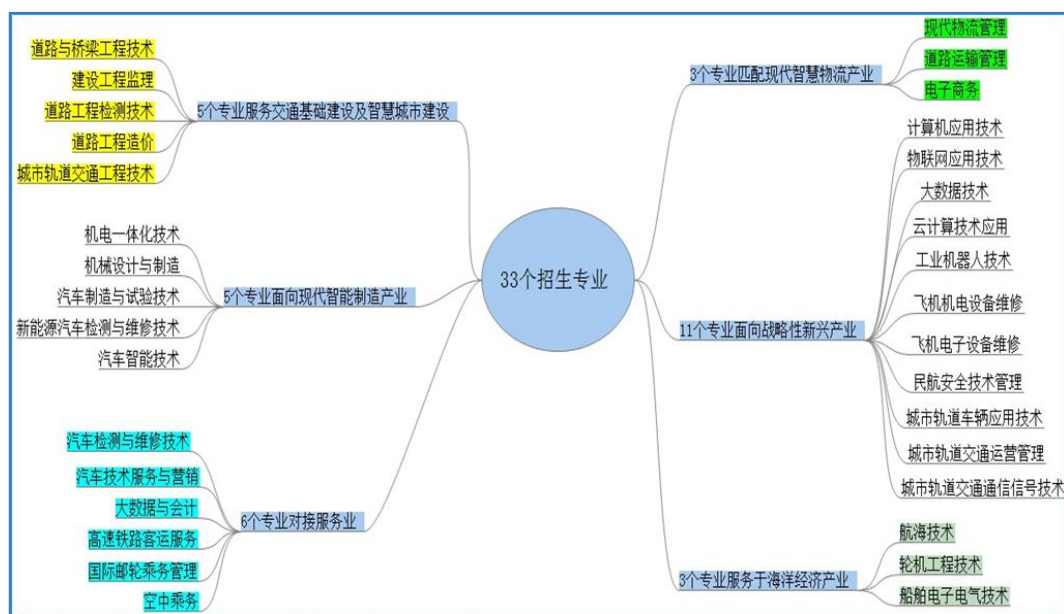 33个招生专业
5个专业服务交通基础建设及智慧城市建设
道路与桥梁工程技术
建设工程监理
道路工程检测技术
道路工程造价
城市轨道交通工程技术
5个专业面向现代智能制造产业
机电一体化技术
机械设计与制造
汽车制造与试验技术
新能源汽车检测与维修技术
汽车智能技术
6个专业对接服务业
汽车检测与维修技术
汽车技术服务与营销
大数据与会计
高速铁路客运服务
国际邮轮乘务管理
空中乘务
3个专业匹配现代智慧物流产业
现代物流管理
道路运输管理
电子商务
11个专业面向战略性新兴产业
计算机应用技术
物联网应用技术
大数据技术
云计算技术应用
工业机器人技术
飞机机电设备维修
飞机电子设备维修
民航安全技术管理
城市轨道车辆应用技术
城市轨道交通运营管理
城市轨道交通通信信号技术
3个专业服务于海洋经济产业
航海技术
轮机工程技术
船舶电子电气技术